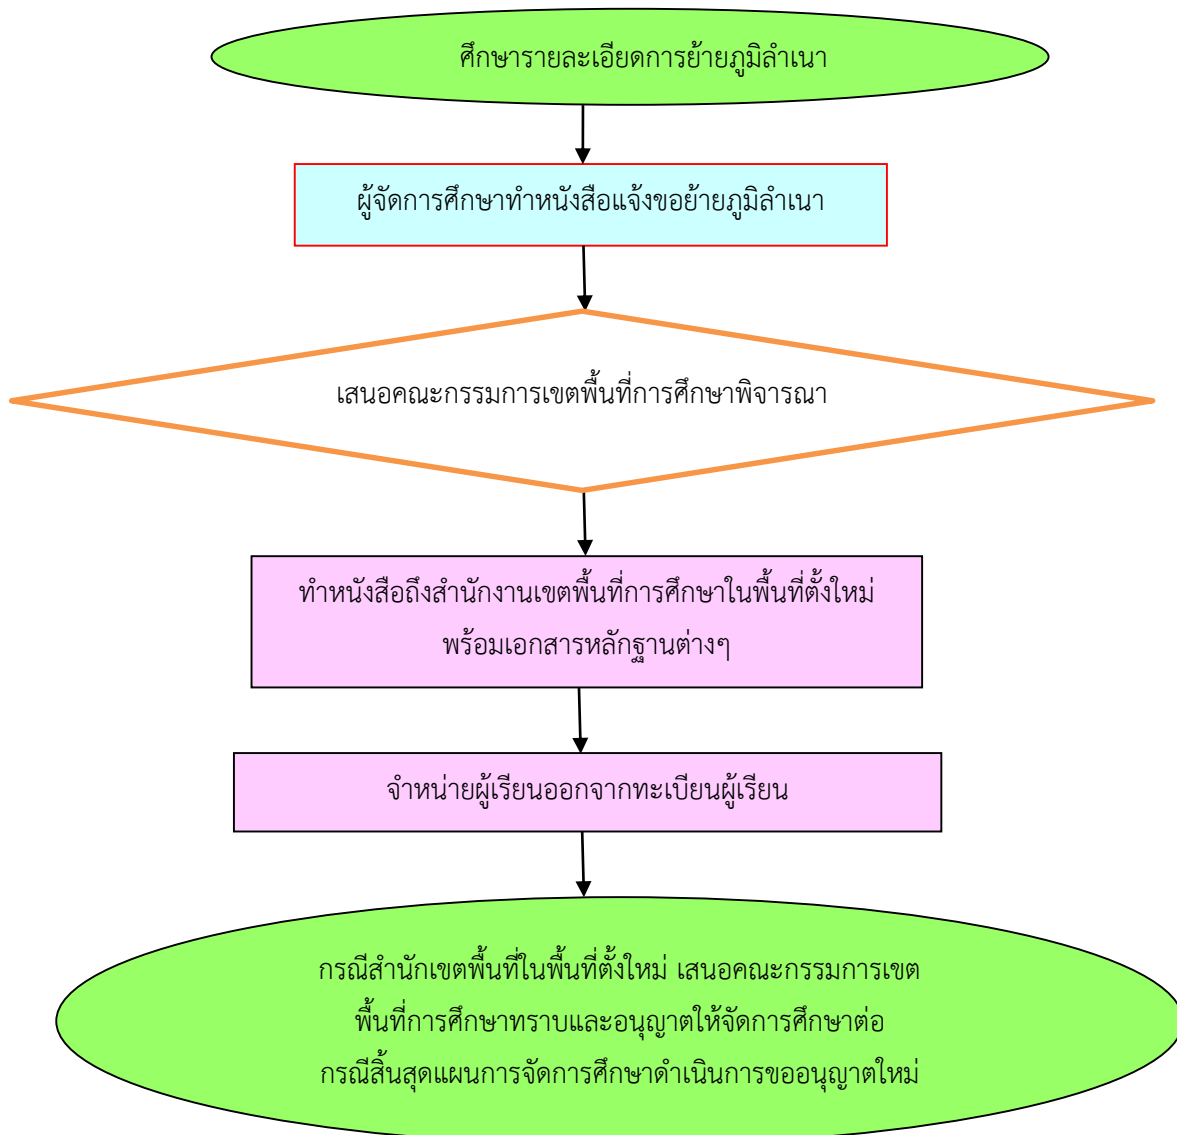 ศึกษารายละเอียดการย้ายภูมิลำเนา
ผู้จัดการศึกษาทำหนังสือแจ้งขอย้ายภูมิลำเนา
เสนอคณะกรรมการเขตพื้นที่การศึกษาพิจารณา
ทำหนังสือถึงสำนักงานเขตพื้นที่การศึกษาในพื้นที่ตั้งใหม่
พร้อมเอกสารหลักฐานต่างๆ
จำหน่ายผู้เรียนออกจากทะเบียนผู้เรียน
กรณีสำนักเขตพื้นที่ในพื้นที่ตั้งใหม่ เสนอคณะกรรมการเขต
พื้นที่การศึกษาทราบและอนุญาตให้จัดการศึกษาต่อ
กรณีสิ้นสุดแผนการจัดการศึกษาดำเนินการขออนุญาตใหม่